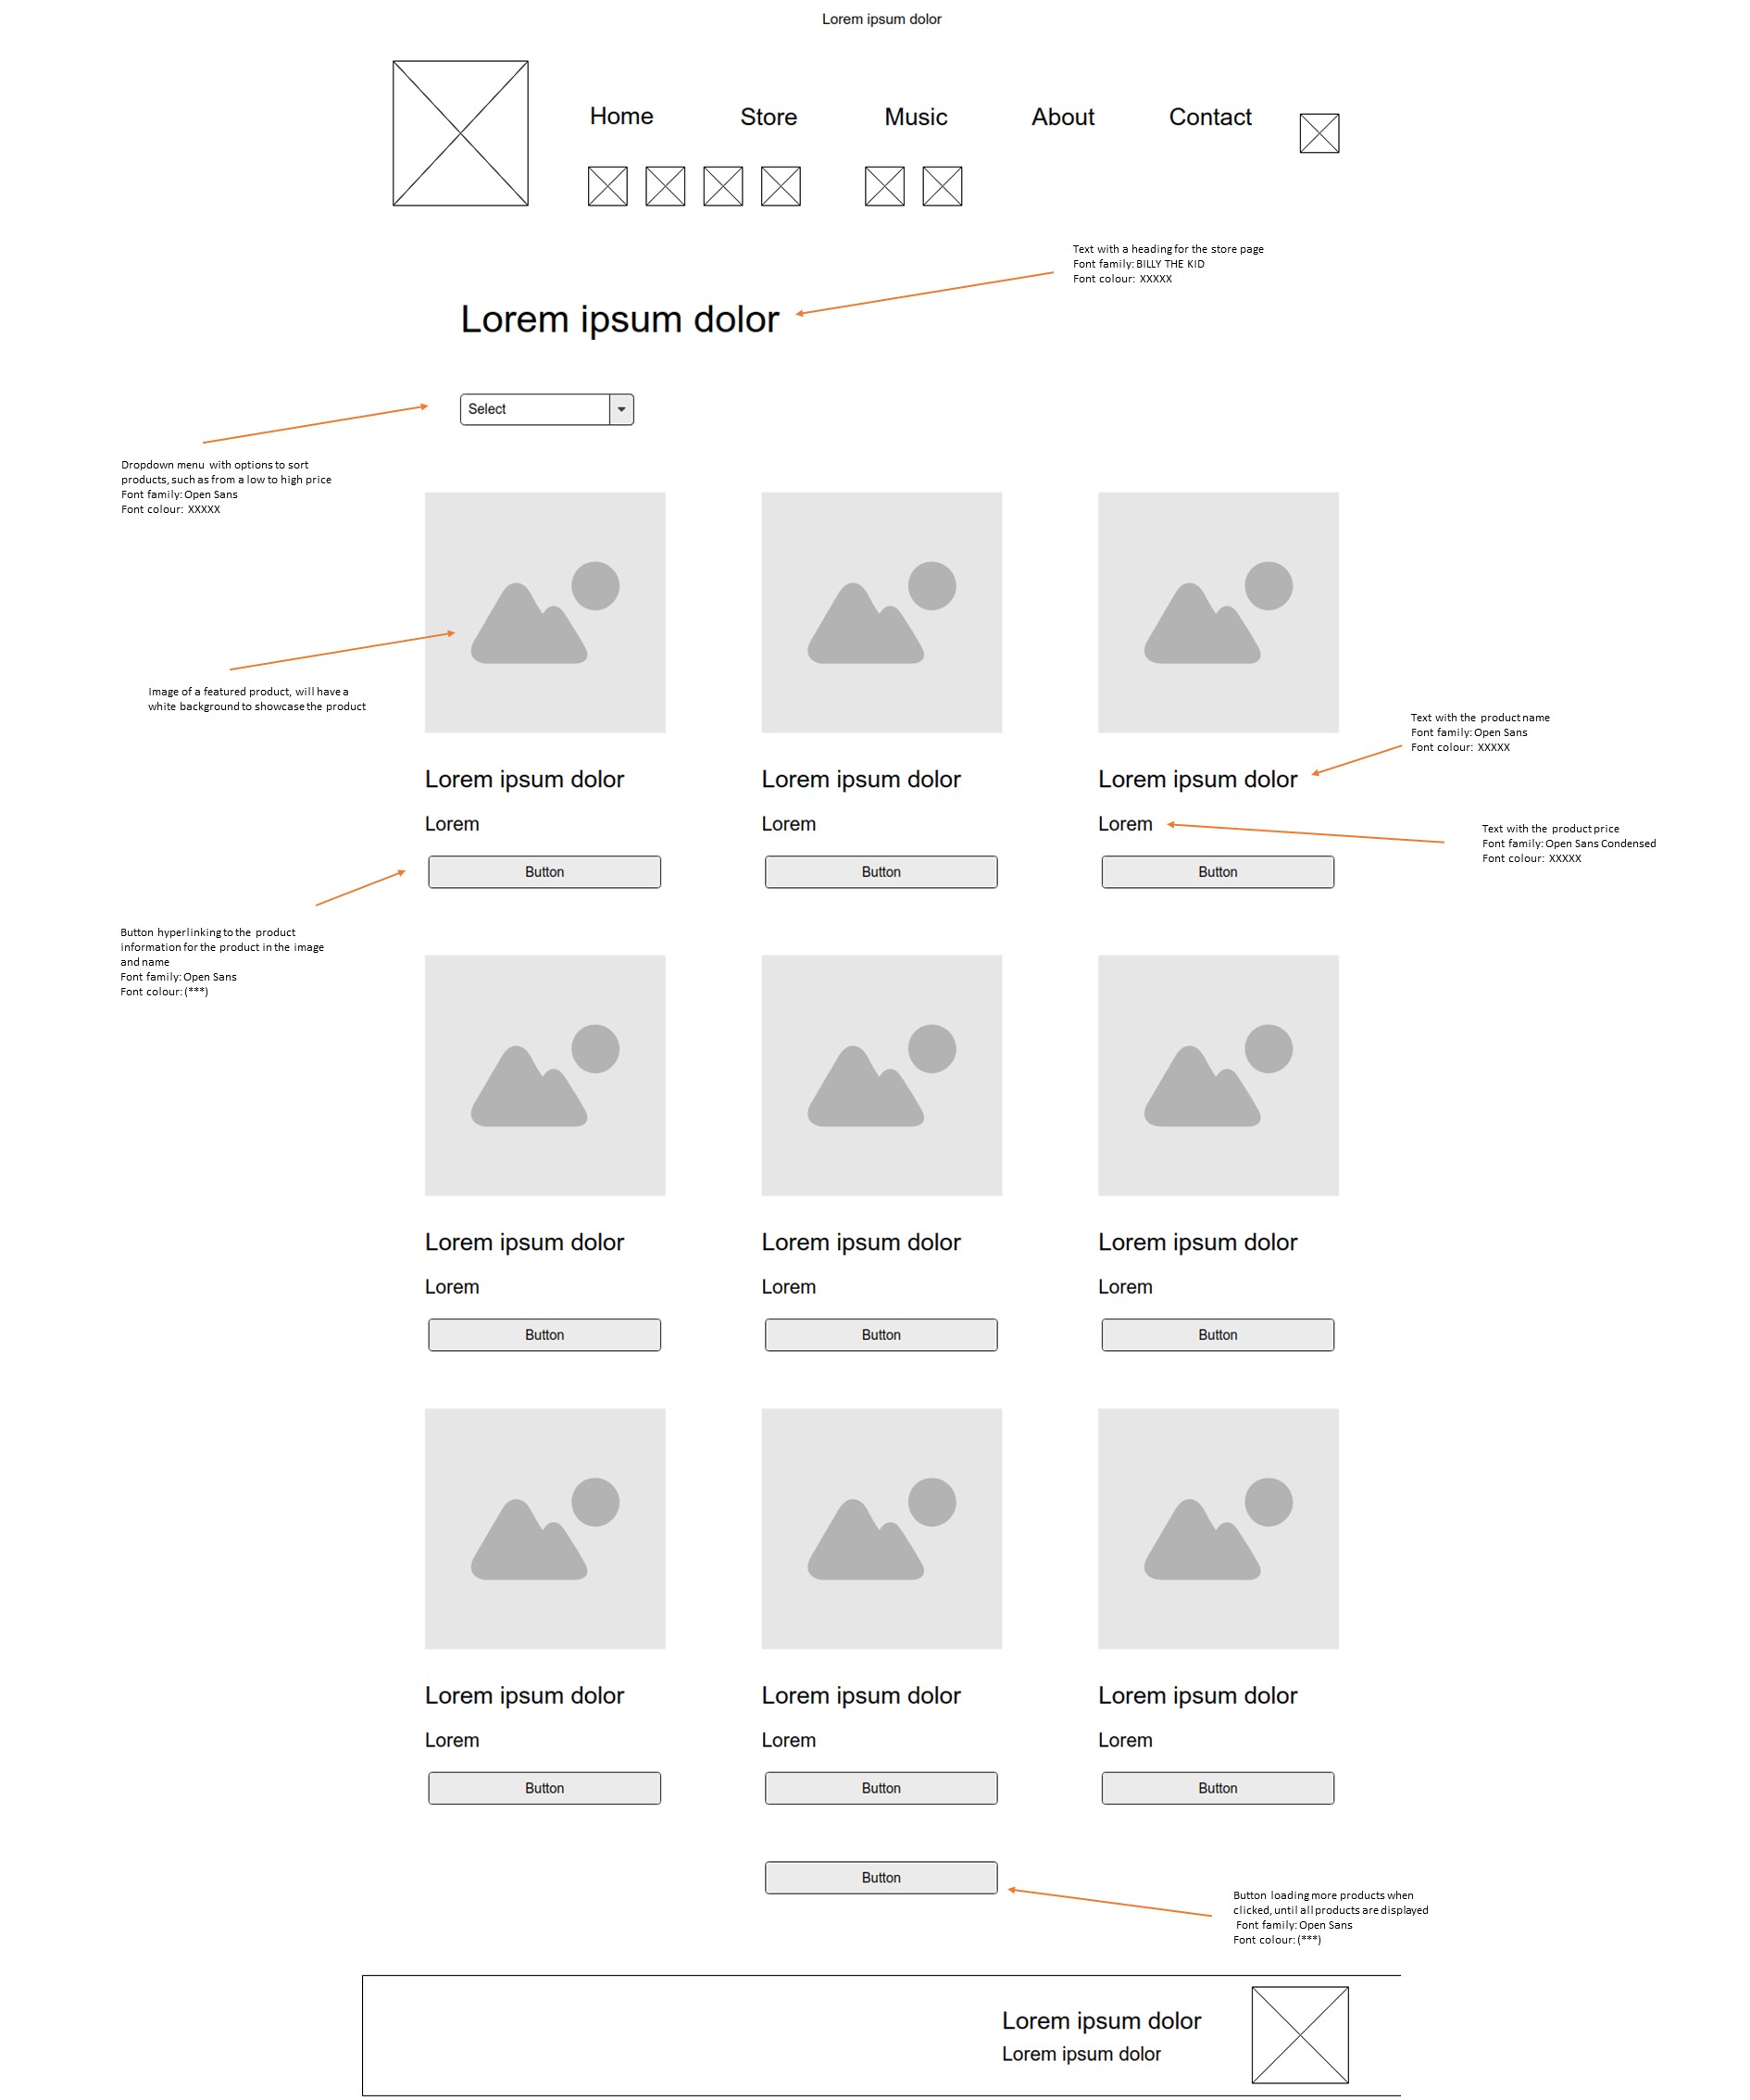 Lorem ipsum dolor
Home Store Music About Contact
Text with a heading for the store page
Font family: BILLY THE KID
Font colour: XXXXX
Lorem ipsum dolor
Select
Dropdown menu with options to sort
products, such as from a low to high price
Font family: Open Sans
Font colour: XXXXX
Image of a featured product, will have a
white background to showcase the product
Text with the product name
Font family: Open Sans
Font colour: XXXXX
Lorem ipsum dolor Lorem ipsum dolor Lorem ipsum dolor
Lorem Lorem Lorem
Text with the product price
Font family: Open Sans Condensed
Font colour: XXXXX
Button Button Button
Button hyperlinking to the product
information for the product in the image
and name
Font family: Open Sans
Font colour: (***)
Lorem ipsum dolor Lorem ipsum dolor Lorem ipsum dolor
Lorem Lorem Lorem
Button Button Button
Lorem ipsum dolor Lorem ipsum dolor Lorem ipsum dolor
Lorem Lorem Lorem
Button Button Button
Button
Button loading more products when
clicked, until all products are displayed
Font family: Open Sans
Font colour: (***)
Lorem ipsum dolor
Lorem ipsum dolor